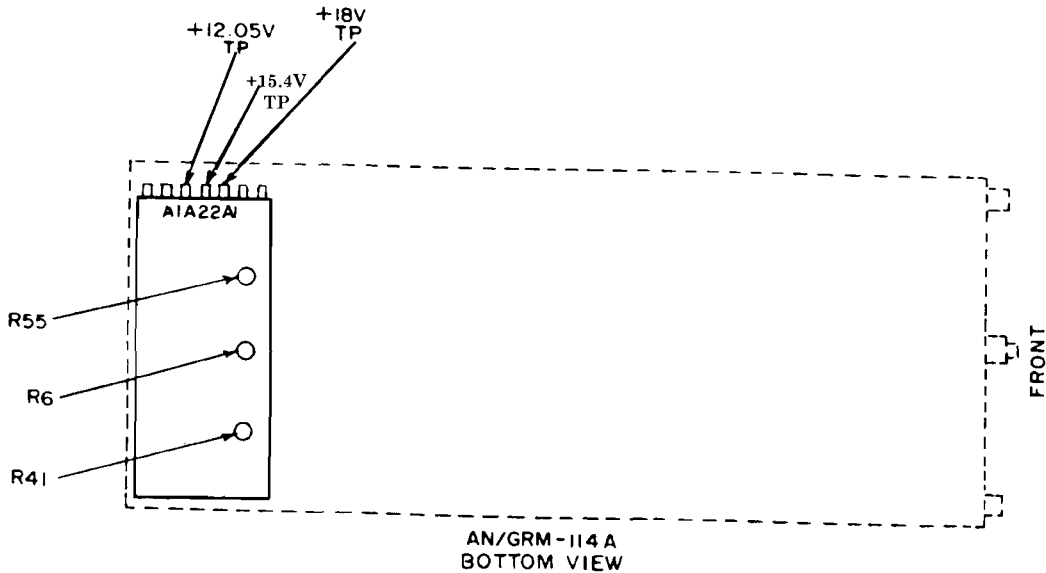 +12.05V
TP
+18V
TP
+15.4V
TP
A1A22A1
R55
R6
R41
FRONT
AN/GRM-114A
BOTTOM VIEW